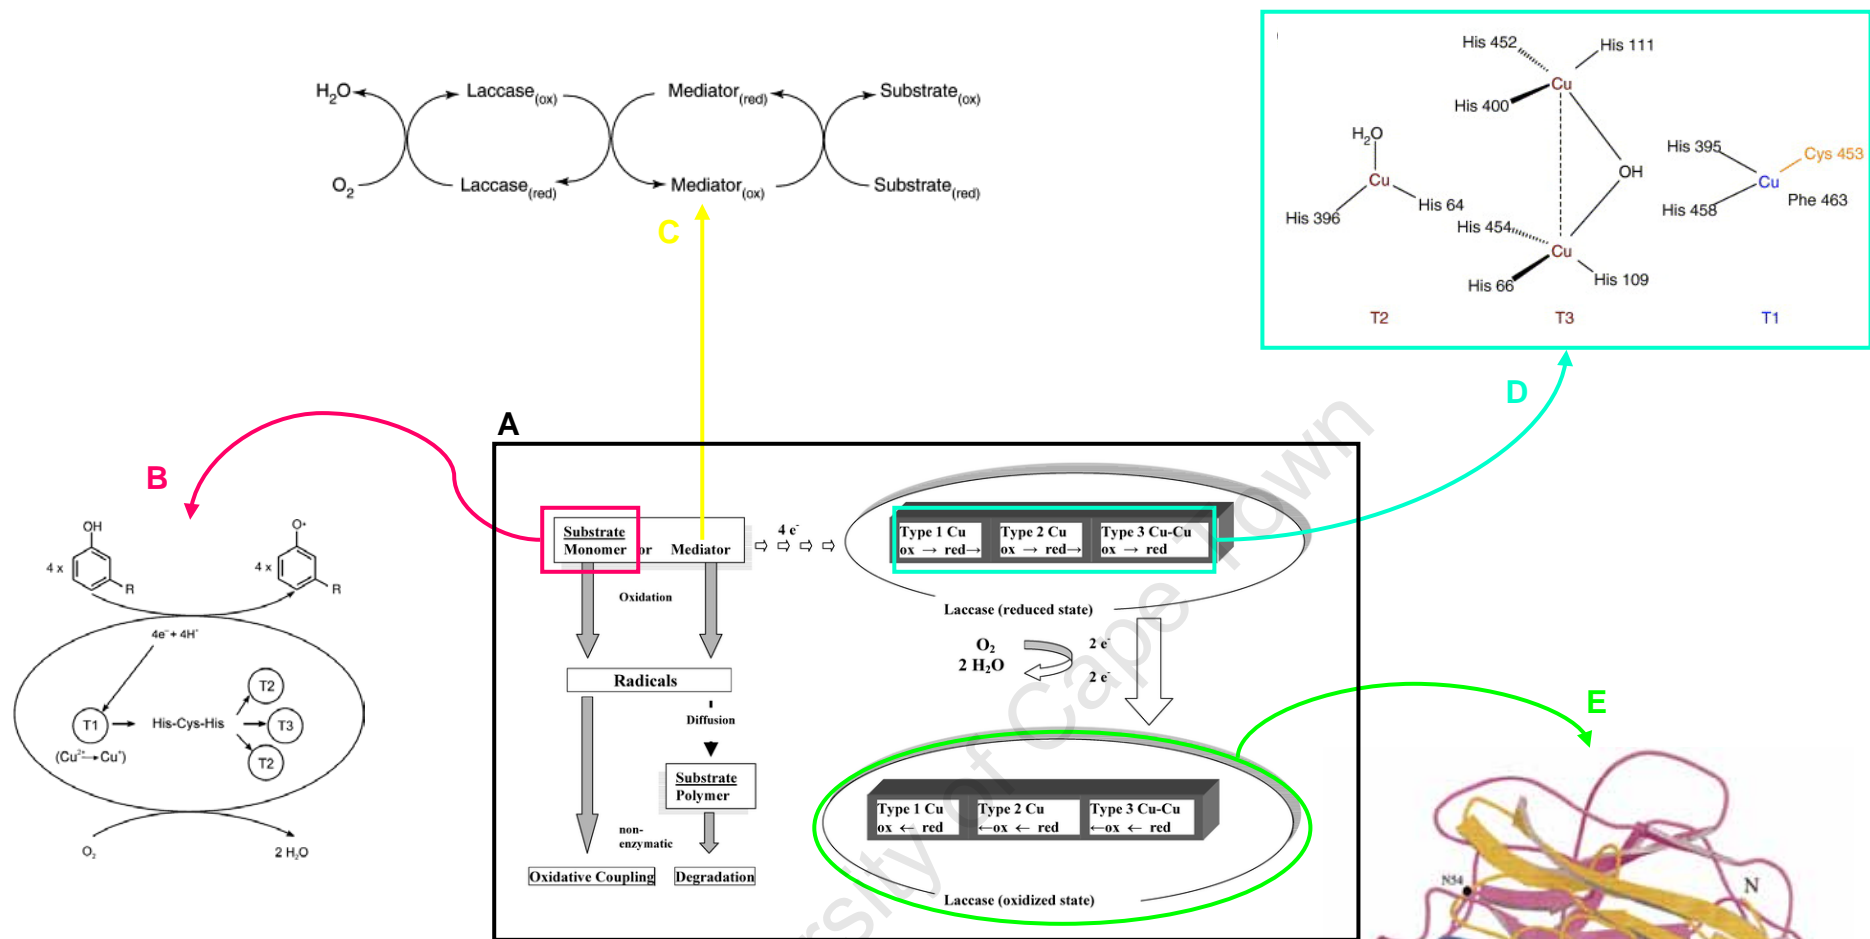 H₂O Laccase(ox) Mediator(red) Substrate(ox)
O₂ Laccase(red) Mediator(ox) Substrate(red)
C
His 452 His 111
Cu
His 400
H₂O
His 395 Cys 453
OH
Cu Cu
Phe 463
His 64
His 396 His 458
His 454
Cu
His 66 His 109
T2 T3 T1
D
B
OH O•
4 x 4 x
R R
4e⁻ + 4H⁺
T2
T1 His-Cys-His T3
(Cu²⁺→Cu⁺) T2
O₂ 2 H₂O
A
Substrate
Monomer or Mediator
4 e⁻
Type 1 Cu Type 2 Cu Type 3 Cu-Cu
ox → red→ ox → red→ ox → red
Oxidation
Laccase (reduced state)
O₂ 2 e⁻
2 H₂O 2 e⁻
Radicals
Diffusion
Substrate
Polymer
non-
enzymatic
Oxidative Coupling Degradation
Type 1 Cu Type 2 Cu Type 3 Cu-Cu
ox ← red ←ox ← red ←ox ← red
Laccase (oxidized state)
E
N54 N
rsity of Cape Town